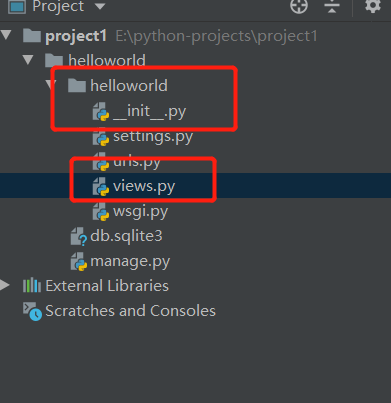 Project
project1 E:\python-projects\project1
helloworld
helloworld
__init__.py
settings.py
urls.py
views.py
wsgi.py
db.sqlite3
manage.py
External Libraries
Scratches and Consoles